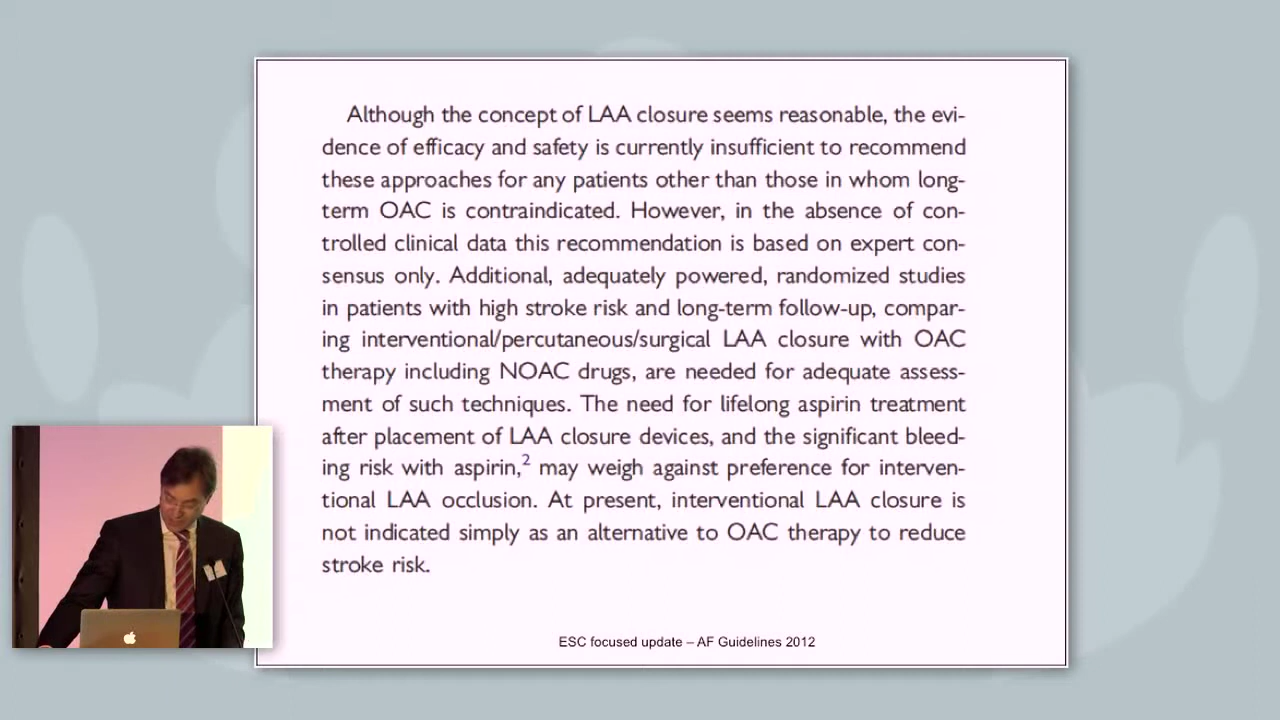 Although the concept of LAA closure seems reasonable, the evi-
dence of efficacy and safety is currently insufficient to recommend
these approaches for any patients other than those in whom long-
term OAC is contraindicated. However, in the absence of con-
trolled clinical data this recommendation is based on expert con-
sensus only. Additional, adequately powered, randomized studies
in patients with high stroke risk and long-term follow-up, compar-
ing interventional/percutaneous/surgical LAA closure with OAC
therapy including NOAC drugs, are needed for adequate assess-
ment of such techniques. The need for lifelong aspirin treatment
after placement of LAA closure devices, and the significant bleed-
ing risk with aspirin,2 may weigh against preference for interven-
tional LAA occlusion. At present, interventional LAA closure is
not indicated simply as an alternative to OAC therapy to reduce
stroke risk.
ESC focused update – AF Guidelines 2012